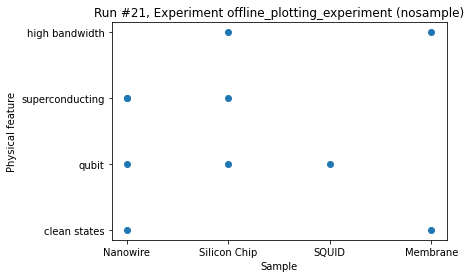 Run #21, Experiment offline_plotting_experiment (nosample)
high bandwidth
superconducting
qubit
clean states
Physical feature
Nanowire
Silicon Chip
SQUID
Membrane
Sample